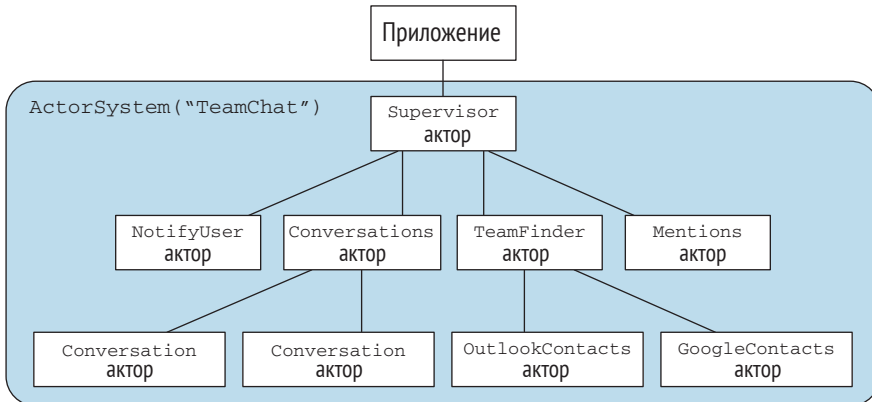 Приложение
ActorSystem(“TeamChat”)
Supervisor
актор
NotifyUser
актор
Conversations
актор
TeamFinder
актор
Mentions
актор
Conversation
актор
Conversation
актор
OutlookContacts
актор
GoogleContacts
актор